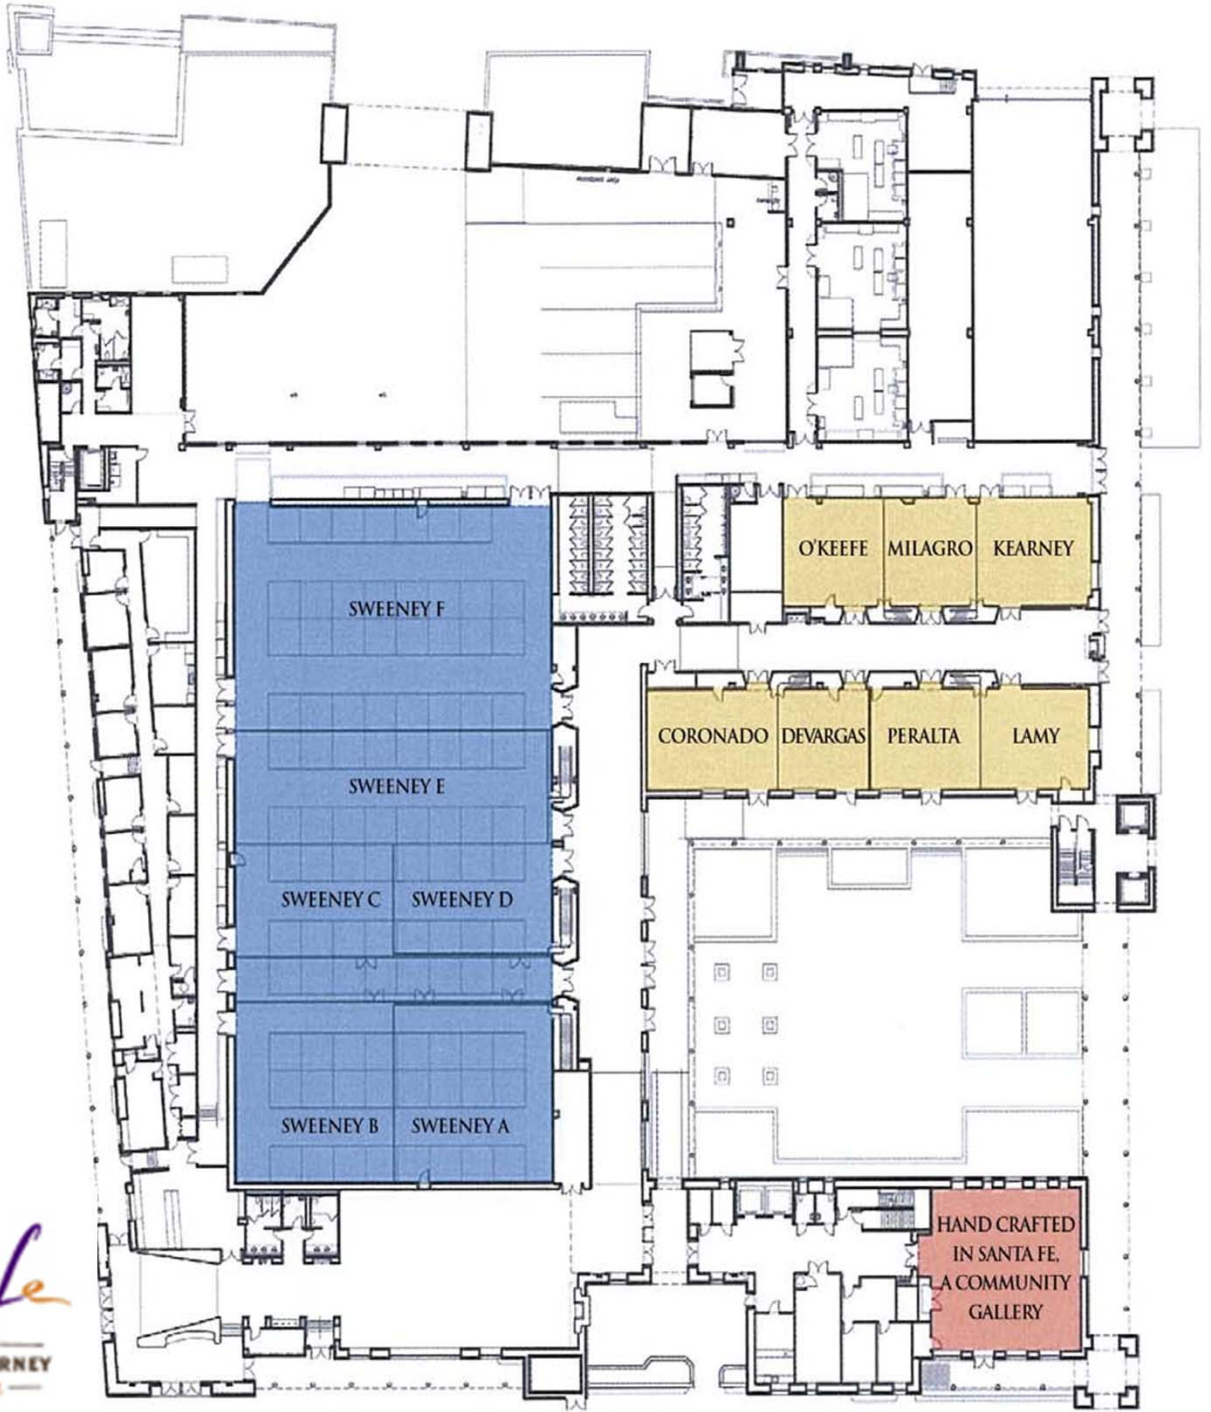 O'KEEFE
MILAGRO
KEARNEY
SWEENEY F
CORONADO
DEVARGAS
PERALTA
LAMY
SWEENEY E
SWEENEY C
SWEENEY D
SWEENEY B
SWEENEY A
HAND CRAFTED
IN SANTA FE,
A COMMUNITY
GALLERY